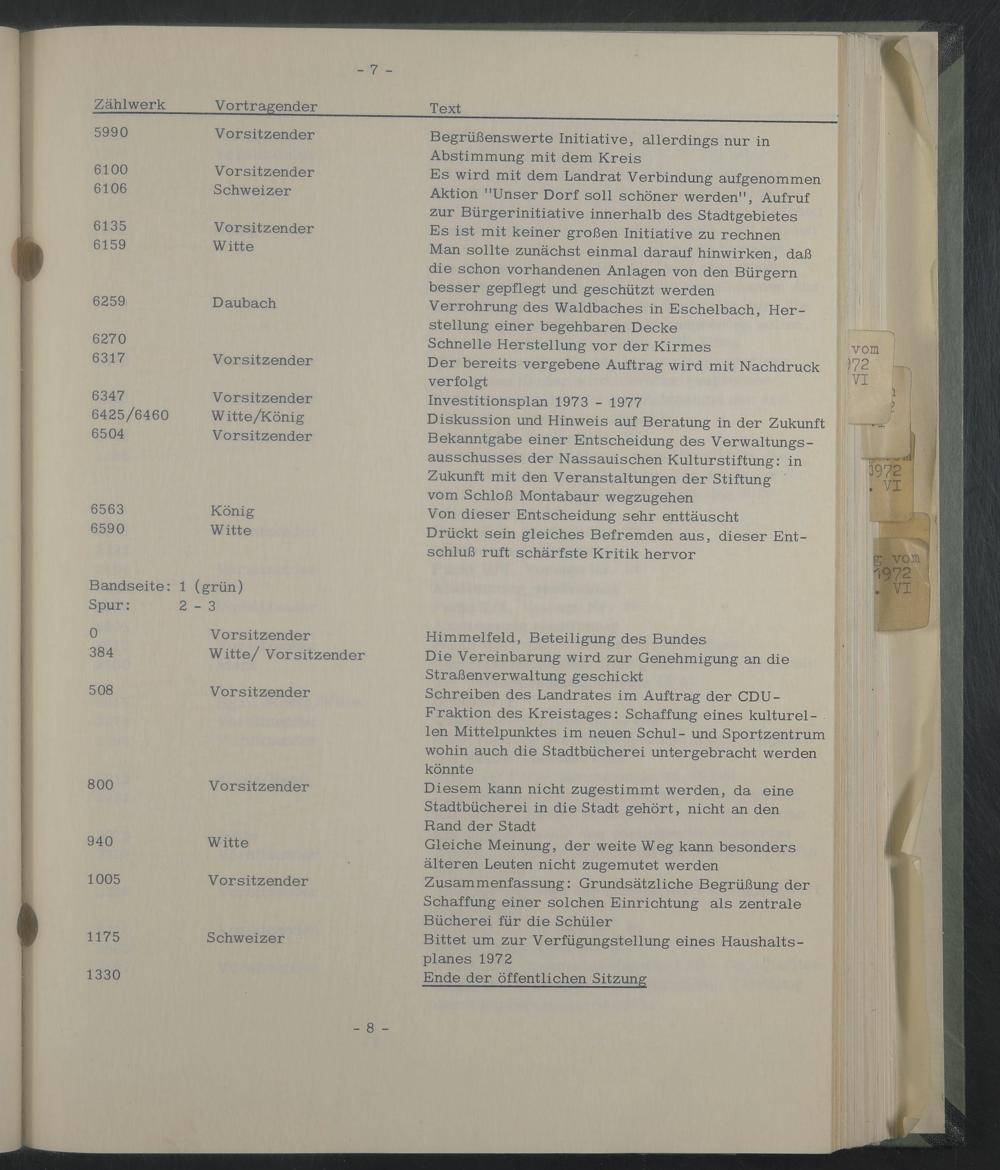 - 7 -
Zählwerk Vortragender Text
5990 Vorsitzender Begrüßenswerte Initiative, allerdings nur in
Abstimmung mit dem Kreis
6100 Vorsitzender Es wird mit dem Landrat Verbindung aufgenommen
6106 Schweizer Aktion "Unser Dorf soll schöner werden", Aufruf
zur Bürgerinitiative innerhalb des Stadtgebietes
6135 Vorsitzender Es ist mit keiner großen Initiative zu rechnen
6159 Witte Man sollte zunächst einmal darauf hinwirken, daß
die schon vorhandenen Anlagen von den Bürgern
besser gepflegt und geschützt werden
6259 Daubach Verrohrung des Waldbaches in Eschelbach, Her-
stellung einer begehbaren Decke
6270 Schnelle Herstellung vor der Kirmes
6317 Vorsitzender Der bereits vergebene Auftrag wird mit Nachdruck
verfolgt
6347 Vorsitzender Investitionsplan 1973 - 1977
6425/6460 Witte/König Diskussion und Hinweis auf Beratung in der Zukunft
6504 Vorsitzender Bekanntgabe einer Entscheidung des Verwaltungs-
ausschusses der Nassauischen Kulturstiftung: in
Zukunft mit den Veranstaltungen der Stiftung
vom Schloß Montabaur wegzugehen
6563 König Von dieser Entscheidung sehr enttäuscht
6590 Witte Drückt sein gleiches Befremden aus, dieser Ent-
schluß ruft schärfste Kritik hervor
Bandseite: 1 (grün)
Spur: 2 - 3
0 Vorsitzender Himmelfeld, Beteiligung des Bundes
384 Witte/ Vorsitzender Die Vereinbarung wird zur Genehmigung an die
Straßenverwaltung geschickt
508 Vorsitzender Schreiben des Landrates im Auftrag der CDU-
Fraktion des Kreistages: Schaffung eines kulturel-
len Mittelpunktes im neuen Schul- und Sportzentrum
wohin auch die Stadtbücherei untergebracht werden
könnte
800 Vorsitzender Diesem kann nicht zugestimmt werden, da eine
Stadtbücherei in die Stadt gehört, nicht an den
Rand der Stadt
940 Witte Gleiche Meinung, der weite Weg kann besonders
älteren Leuten nicht zugemutet werden
1005 Vorsitzender Zusammenfassung: Grundsätzliche Begrüßung der
Schaffung einer solchen Einrichtung als zentrale
Bücherei für die Schüler
1175 Schweizer Bittet um zur Verfügungstellung eines Haushalts-
planes 1972
1330 Ende der öffentlichen Sitzung
- 8 -
vom
972
VI
1972
. VI
g vom
1972
. VI